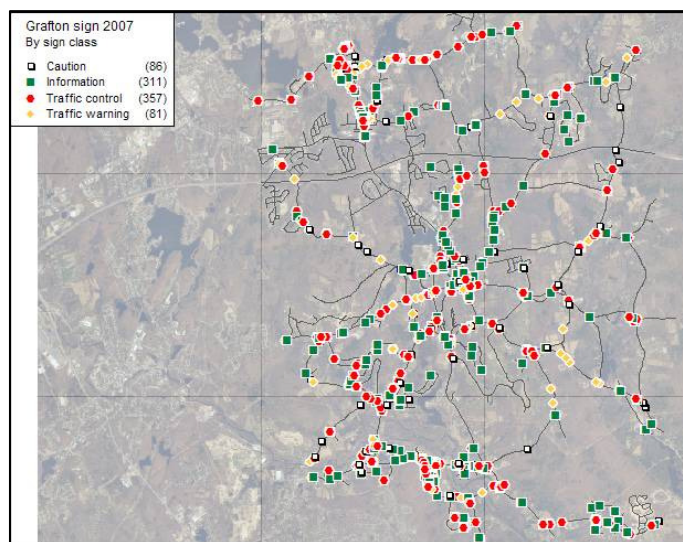 Grafton sign 2007
By sign class
Caution (86)
Information (311)
Traffic control (357)
Traffic warning (81)